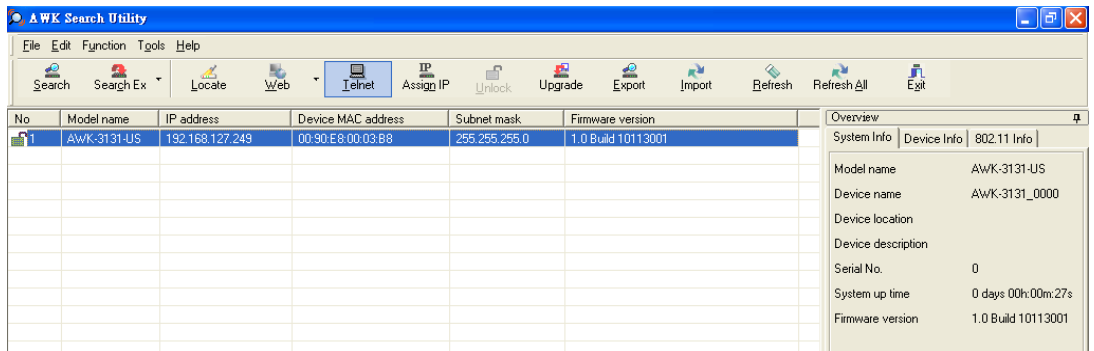 AWK Search Utility
File Edit Function Tools Help
Search Search Ex Locate Web Telnet IP Assign IP Unlock Upgrade Export Import Refresh Refresh All Exit
No Model name IP address Device MAC address Subnet mask Firmware version
1 AWK-3131-US 192.168.127.249 00:90:E8:00:03:B8 255.255.255.0 1.0 Build 10113001
Overview
System Info Device Info 802.11 Info
Model name AWK-3131-US
Device name AWK-3131_0000
Device location
Device description
Serial No. 0
System up time 0 days 00h:00m:27s
Firmware version 1.0 Build 10113001